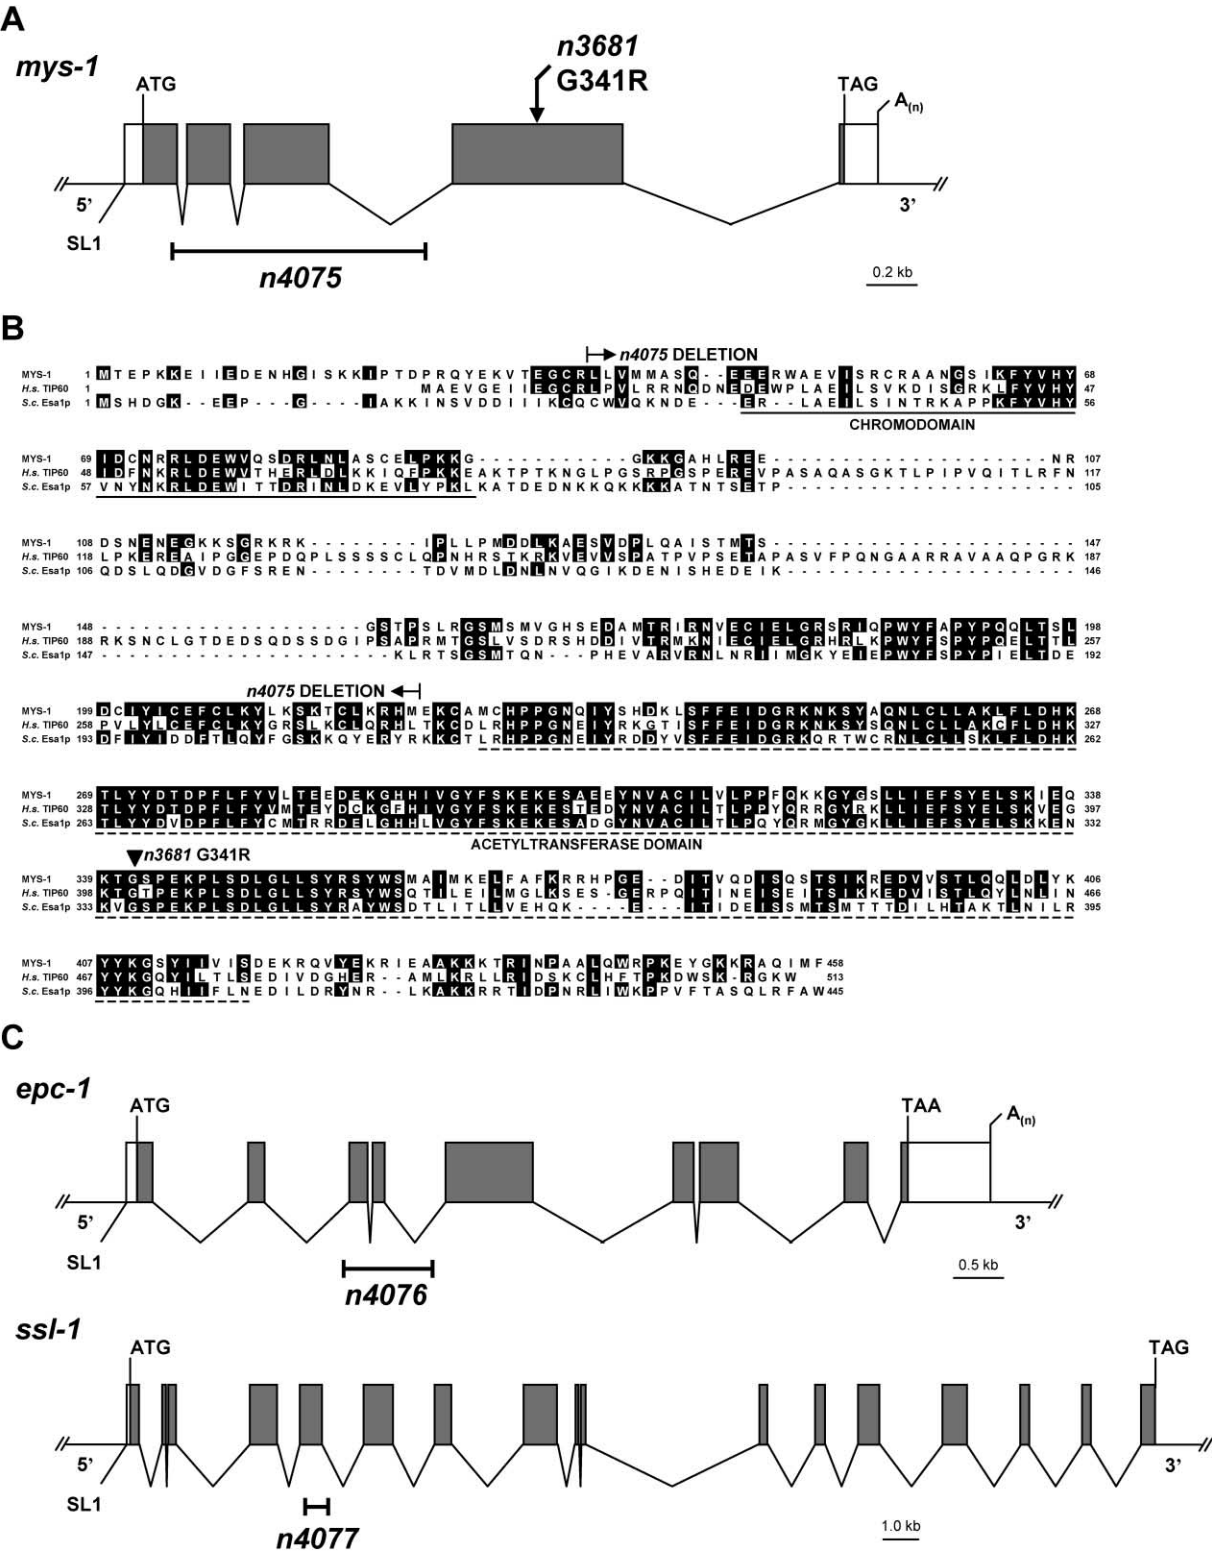 A
mys-1
ATG
n3681
G341R
TAG
A(n)
5’
3’
SL1
n4075
0.2 kb
B
n4075 DELETION
MYS-1 1 MTEPKKEIIEDENHGISKKIPTDPRQYEKVTEGCRLLVMMASQ--EEERWAEVISRCRAANGSIKFYVHY 68
H.s. TIP60 1 MAEVGEIIEGCRLPVLRRNQDNEDEWPLAEILSVKDISGRKLFYVHY 47
S.c. Esa1p 1 MSHDGK--EEP--G---IAKKINSVDDIIIKCQCWVQKNDE---ER--LAEILSINTRKAPPKFYVHY 56
CHROMODOMAIN
MYS-1 69 IDCNRRLDEWVQSDRLNLASCELPKKG-----------GKKGAHLREE--------------------NR 107
H.s. TIP60 48 IDFNKRLDEWVTHERLDLKKIQFPKKEAKTPTKNGLPGSRPGSPEREVPASAQASGKTLPIPVQITLRFN 117
S.c. Esa1p 57 VNYNKRLDEWITTDRINLDKEVLYPKLKATDEDNKKQKKKKATNTSETP--------------------- 105
MYS-1 108 DSNENEGKKSGRKRK---------IPLLPMDDLKAESVDPLQAISTMTS---------------------- 147
H.s. TIP60 118 LPKEREAIPGGEPDQPLSSSSCLQPNHRSTKRKVEVVSPATPVPSETAPASVFPQNGAARRAVAAQPGRK 187
S.c. Esa1p 106 QDSLQDGVDGFSREN--------TDVMDLDNLNVQGIKDENISHEDEIK--------------------- 146
MYS-1 148 -------------------GSTPSLRGSMSMVGHSEDAMTRIRNVECIELGRSRIQPWYFAPYPQQLTSL 198
H.s. TIP60 188 RKSNCLGTDEDSQDSSDGIPSAPRMTGSLVSDRSHDDIVTRMKNIECIELGRHRLKPWYFSPYPQELTTL 257
S.c. Esa1p 147 ---------------------KLRTSGSMTQN---PHEVARVRNLNRIIMGKYEIEPWYFSPYPIELTDE 192
n4075 DELETION
MYS-1 199 DCIYICEFCLKYLKSKTCLKRHMEKCAMCHPPGNQIYSHDKLSFFEIDGRKNKSYAQNLCLLAKLFLDHK 268
H.s. TIP60 258 PVLYLCEFCLKYGRSLKCLQRHLTKCDLRHPPGNEIYRKGTISFFEIDGRKNKSYSQNLCLLAKCFLDHK 327
S.c. Esa1p 193 DFIYIDDFTLQYFGSKKQYERYRKKCTLRHPPGNEIYRDDYVSFFEIDGRKQRTWCRNLCLLSKLFLDHK 262
MYS-1 269 TLYYDTDPFLFYVLTEEDEKGHHIVGYFSKEKESAEEYNVACILVLPPFQKKGYGSLLIEFSYELSKIEQ 338
H.s. TIP60 328 TLYYDTDPFLFYVMTEYDCKGFHIVGYFSKEKESTEDYNVACILTLPPYQRRGYGKLLIEFSYELSKVEG 397
S.c. Esa1p 263 TLYYDVDPFLFYCMTRRDELGHHLVGYFSKEKESADGYNVACILTLPQYQRMGYGKLLIEFSYELSKKEN 332
ACETYLTRANSFERASE DOMAIN
n3681 G341R
MYS-1 339 KTGSPEKPLSDLGLLSYRSYWSMAIMKELFAFKRRHPGE--DITVQDISQSTSIKREDVVSTLQQLDLYK 406
H.s. TIP60 398 KTGTPEKPLSDLGLLSYRSYWSQTILEILMGLKSES-GERPQITINEISEITSIKKEDVISTLQYLNLIN 466
S.c. Esa1p 333 KVGSPEKPLSDLGLLSYRAYWSDTLITLLVEHQK----E---ITIDEISSMTSMTTTDILHTAKTLNILR 395
MYS-1 407 YYKGSYIIVISDEKRQVYEKRIEAAKKKTRINPAALQWRPKEYGKKRAQIMF 458
H.s. TIP60 467 YYKGQYILTLSEDIVDGHER--AMLKRLLRIDSKCLHFTPKDWSK-RGKW 513
S.c. Esa1p 396 YYKGQHIIFLNEDILDRYNR--LKAKKRRTIDPNRLIWKPPVFTASQLRFAW 445
C
epc-1
ATG
TAA
A(n)
5’
3’
SL1
n4076
0.5 kb
ssl-1
ATG
TAG
5’
3’
SL1
n4077
1.0 kb